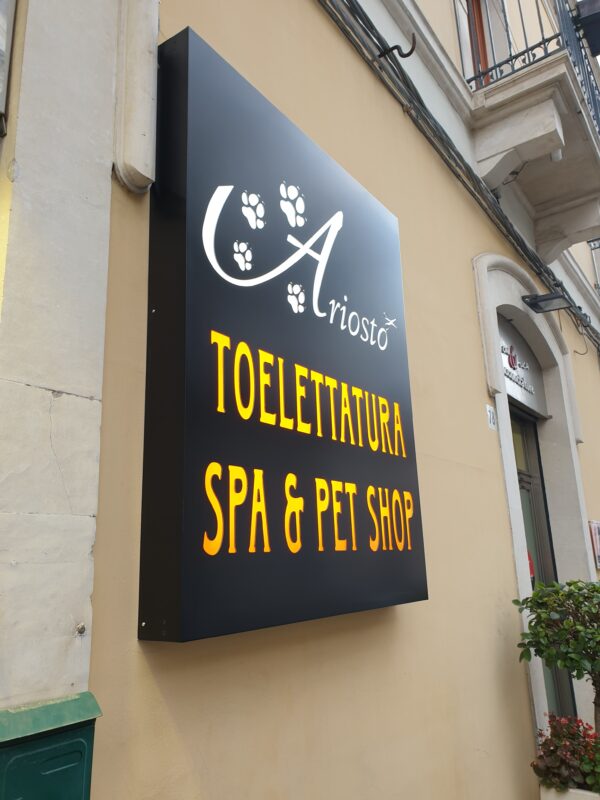 Ariosto
TOELETTATURA
SPA & PET SHOP